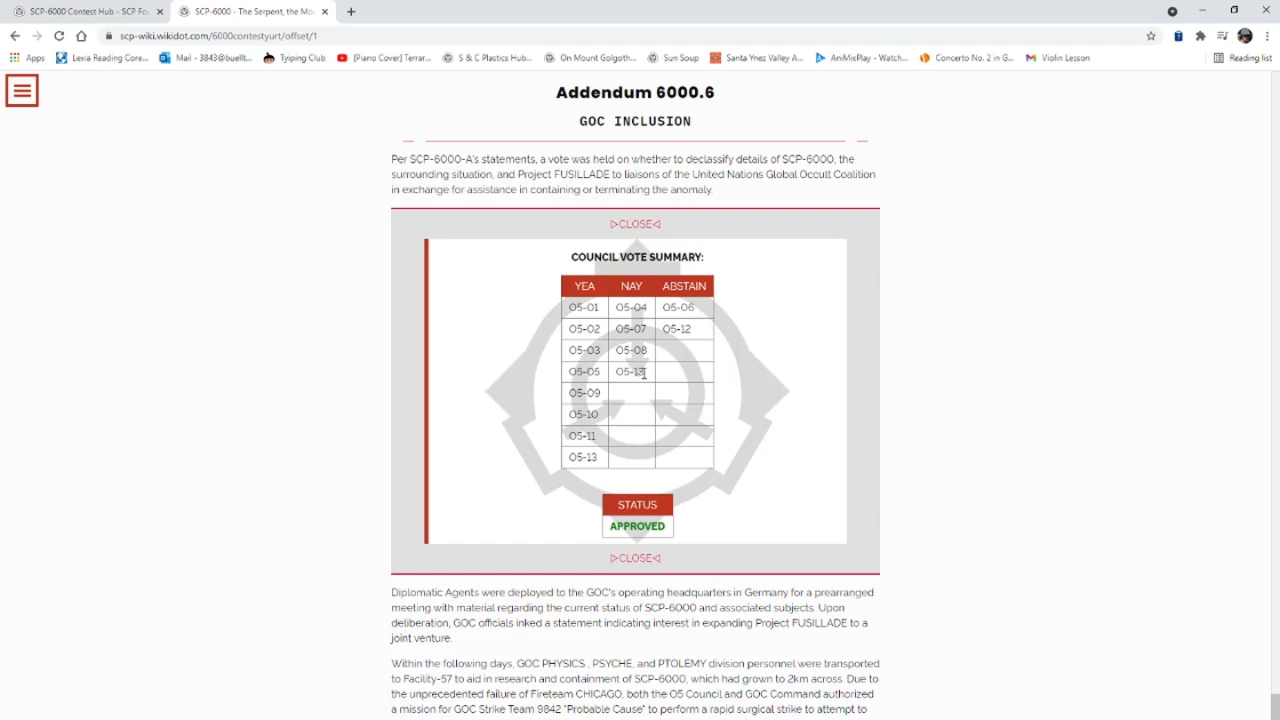 SCP-6000 Contest Hub - SCP Fo
SCP-6000 - The Serpent, the Mo
scp-wiki.wikidot.com/6000contestyurt/offset/1
Apps
Lexia Reading Core...
Mail - 3843@buellt...
Typing Club
[Piano Cover] Terrar...
S & C Plastics Hub...
On Mount Golgoth...
Sun Soup
Santa Ynez Valley A...
AniMixPlay - Watch...
Concerto No. 2 in G...
Violin Lesson
Reading list
Addendum 6000.6
GOC INCLUSION
Per SCP-6000-A's statements, a vote was held on whether to declassify details of SCP-6000, the
surrounding situation, and Project FUSILLADE to liaisons of the United Nations Global Occult Coalition
in exchange for assistance in containing or terminating the anomaly.
▷CLOSE◁
COUNCIL VOTE SUMMARY:
YEA NAY ABSTAIN
O5-01 O5-04 O5-06
O5-02 O5-07 O5-12
O5-03 O5-08
O5-05 O5-13
O5-09
O5-10
O5-11
O5-13
STATUS
APPROVED
▷CLOSE◁
Diplomatic Agents were deployed to the GOC's operating headquarters in Germany for a prearranged
meeting with material regarding the current status of SCP-6000 and associated subjects. Upon
deliberation, GOC officials inked a statement indicating interest in expanding Project FUSILLADE to a
joint venture.
Within the following days, GOC PHYSICS , PSYCHE, and PTOLEMY division personnel were transported
to Facility-57 to aid in research and containment of SCP-6000, which had grown to 2km across. Due to
the unprecedented failure of Fireteam CHICAGO, both the O5 Council and GOC Command authorized
a mission for GOC Strike Team 9842 "Probable Cause" to perform a rapid surgical strike to attempt to